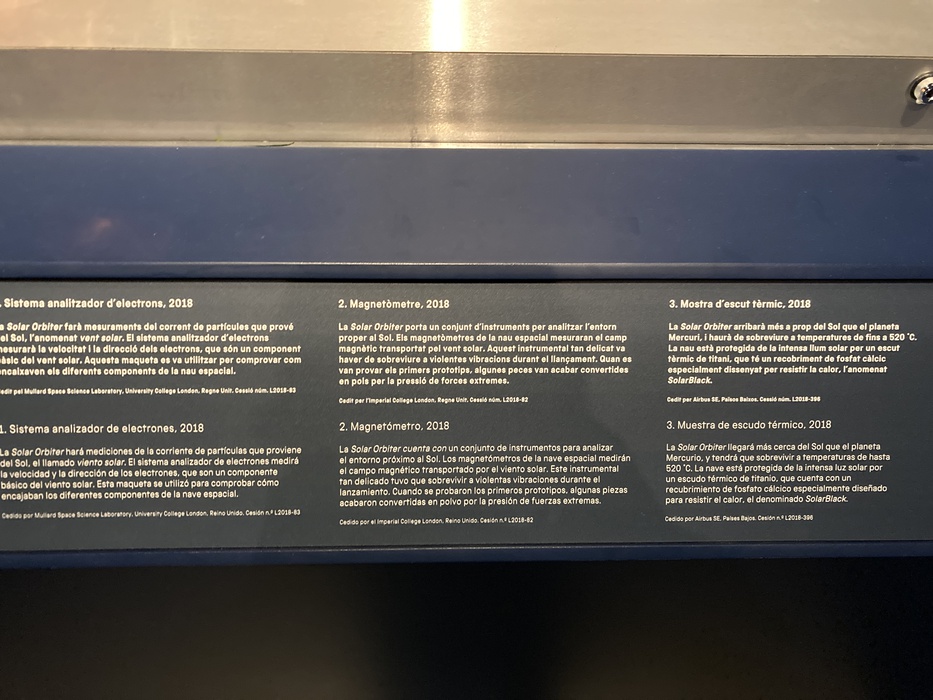 . Sistema analitzador d'electrons, 2018
a Solar Orbiter farà mesuraments del corrent de partícules que prové
el Sol, l'anomenat vent solar. El sistema analitzador d'electrons
mesurarà la velocitat i la direcció dels electrons, que són un component
bàsic del vent solar. Aquesta maqueta es va utilitzar per comprovar com
encaixaven els diferents components de la nau espacial.
edit pel Mullard Space Science Laboratory, University College London, Regne Unit. Cessió núm. L2018-83
1. Sistema analizador de electrones, 2018
La Solar Orbiter hará mediciones de la corriente de partículas que proviene
del Sol, el llamado viento solar. El sistema analizador de electrones medirá
la velocidad y la dirección de los electrones, que son un componente
básico del viento solar. Esta maqueta se utilizó para comprobar cómo
encajaban los diferentes componentes de la nave espacial.
Cedido por Mullard Space Science Laboratory, University College London, Reino Unido. Cesión n.º L2018-83
2. Magnetòmetre, 2018
La Solar Orbiter porta un conjunt d'instruments per analitzar l'entorn
proper al Sol. Els magnetòmetres de la nau espacial mesuraran el camp
magnètic transportat pel vent solar. Aquest instrumental tan delicat va
haver de sobreviure a violentes vibracions durant el llançament. Quan es
van provar els primers prototips, algunes peces van acabar convertides
en pols per la pressió de forces extremes.
Cedit per l'Imperial College London, Regne Unit. Cessió núm. L2018-82
2. Magnetómetro, 2018
La Solar Orbiter cuenta con un conjunto de instrumentos para analizar
el entorno próximo al Sol. Los magnetómetros de la nave espacial medirán
el campo magnético transportado por el viento solar. Este instrumental
tan delicado tuvo que sobrevivir a violentas vibraciones durante el
lanzamiento. Cuando se probaron los primeros prototipos, algunas piezas
acabaron convertidas en polvo por la presión de fuerzas extremas.
Cedido por el Imperial College London, Reino Unido. Cesión n.º L2018-82
3. Mostra d'escut tèrmic, 2018
La Solar Orbiter arribarà més a prop del Sol que el planeta
Mercuri, i haurà de sobreviure a temperatures de fins a 520 ˚C.
La nau està protegida de la intensa llum solar per un escut
tèrmic de titani, que té un recobriment de fosfat càlcic
especialment dissenyat per resistir la calor, l'anomenat
SolarBlack.
Cedit per Airbus SE, Països Baixos. Cessió núm. L2018-396
3. Muestra de escudo térmico, 2018
La Solar Orbiter llegará más cerca del Sol que el planeta
Mercurio, y tendrá que sobrevivir a temperaturas de hasta
520 ˚C. La nave está protegida de la intensa luz solar por
un escudo térmico de titanio, que cuenta con un
recubrimiento de fosfato cálcico especialmente diseñado
para resistir el calor, el denominado SolarBlack.
Cedido por Airbus SE, Países Bajos. Cesión n.º L2018-396